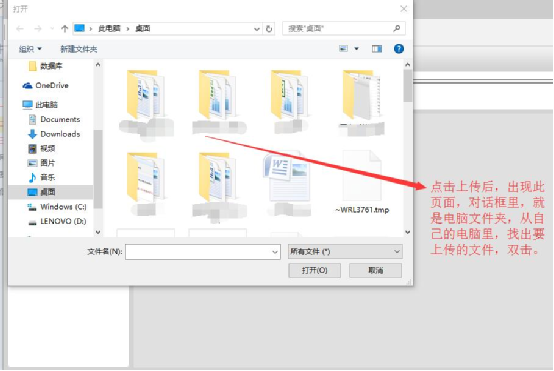 打开
此电脑 › 桌面
搜索"桌面"
组织
新建文件夹
数据库
OneDrive
此电脑
Documents
Downloads
视频
图片
音乐
桌面
Windows (C:)
LENOVO (D:)
~WRL3761.tmp
文件名(N):
所有文件 (*)
打开(O)
取消
点击上传后，出现此
页面，对话框里，就
是电脑文件夹，从自
己的电脑里，找出要
上传的文件，双击。